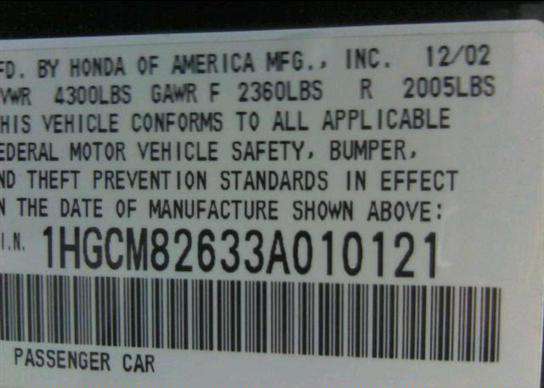 FD. BY HONDA OF AMERICA MFG., INC. 12/02
VWR 4300LBS GAWR F 2360LBS R 2005LBS
HIS VEHICLE CONFORMS TO ALL APPLICABLE
EDERAL MOTOR VEHICLE SAFETY, BUMPER,
ND THEFT PREVENTION STANDARDS IN EFFECT
N THE DATE OF MANUFACTURE SHOWN ABOVE:
I.N. 1HGCM82633A010121
PASSENGER CAR